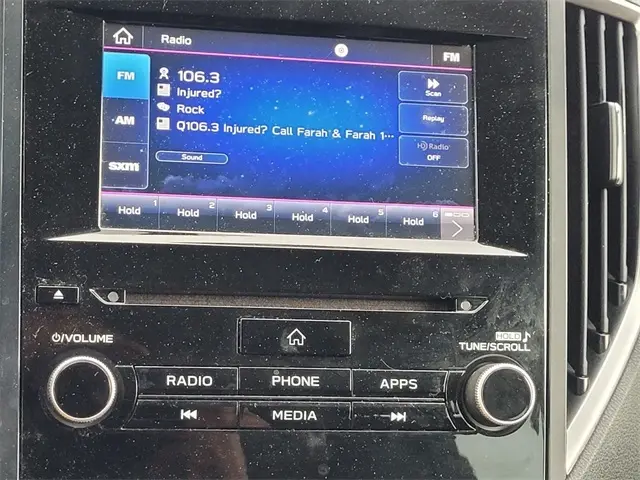 Radio
FM
FM
106.3
Injured?
Rock
Q106.3 Injured? Call Farah & Farah 1···
Sound
AM
sxm
Scan
Replay
HD Radio
OFF
Hold 1 Hold 2 Hold 3 Hold 4 Hold 5 Hold 6
⏻/VOLUME
HOLD ♪
TUNE/SCROLL
RADIO PHONE APPS
MEDIA